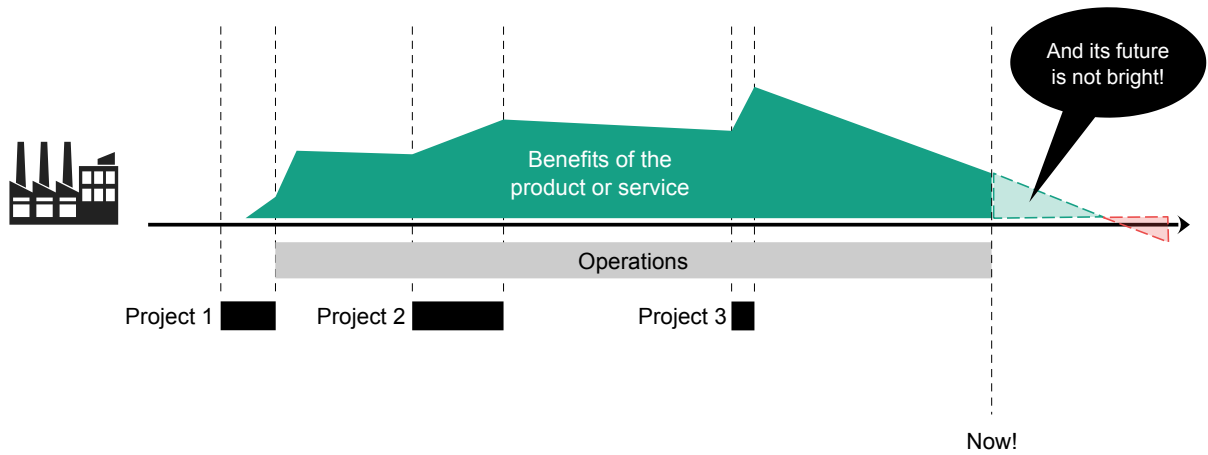 And its future
is not bright!
Benefits of the
product or service
Operations
Project 1
Project 2
Project 3
Now!